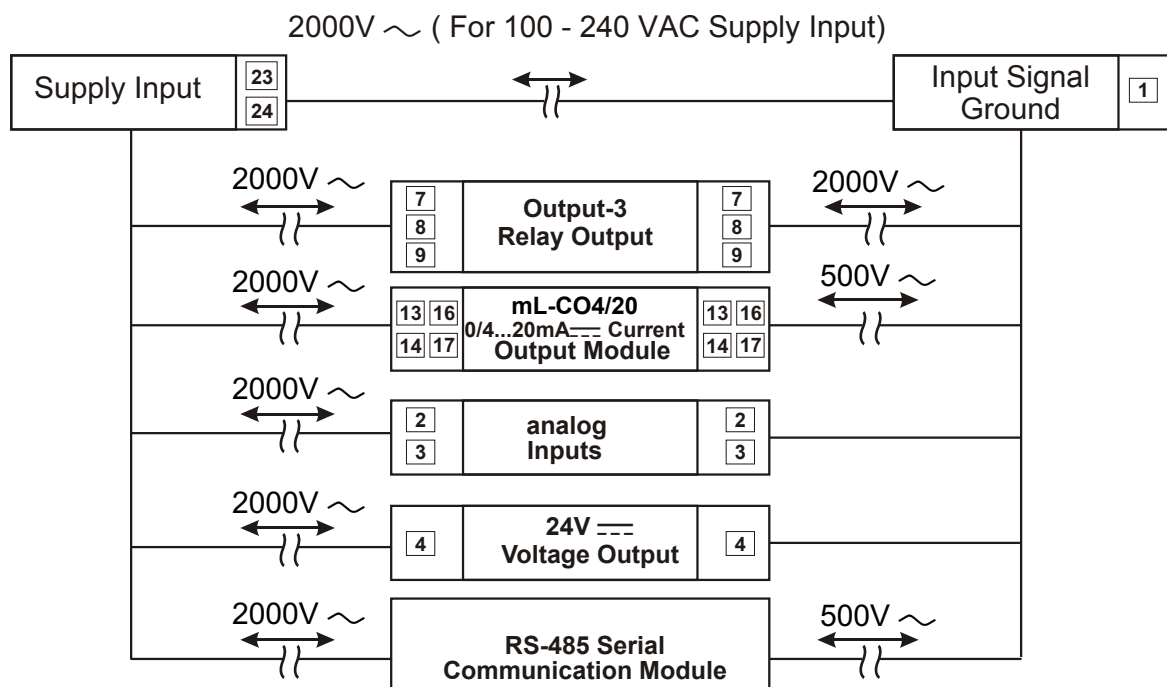 2000V ～ ( For 100 - 240 VAC Supply Input)
Supply Input
23
24
Input Signal
Ground
1
2000V ～
7
8
9
Output-3
Relay Output
7
8
9
2000V ～
2000V ～
13 16
14 17
mL-CO4/20
0/4...20mA⎓ Current
Output Module
13 16
14 17
500V ～
2000V ～
2
3
analog
Inputs
2
3
2000V ～
4
24V ⎓
Voltage Output
4
2000V ～
RS-485 Serial
Communication Module
500V ～